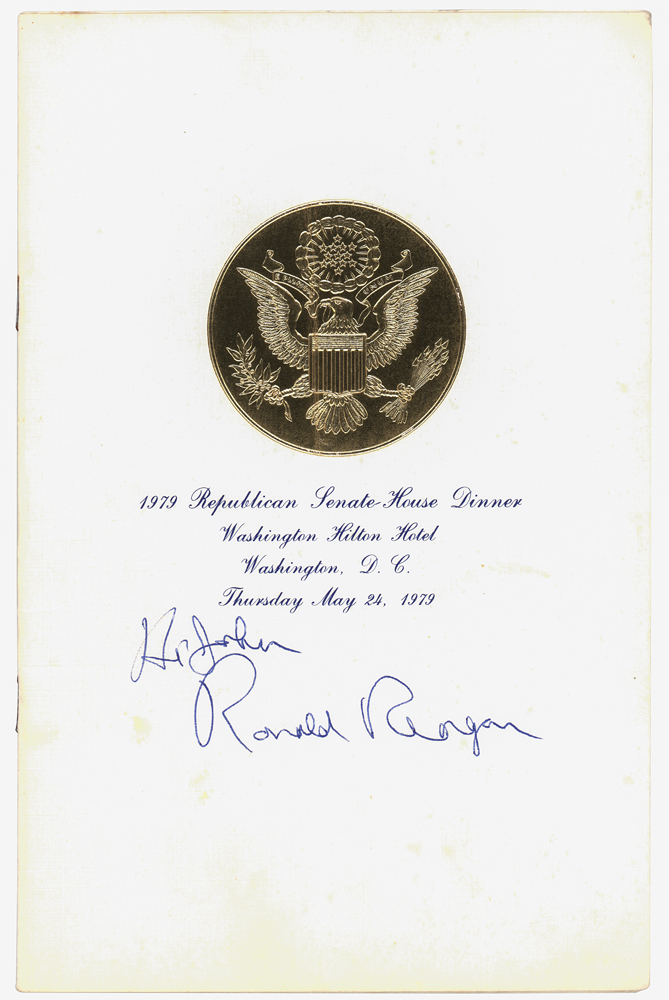 1979 Republican Senate-House Dinner
Washington Hilton Hotel
Washington, D. C.
Thursday May 24, 1979
Hi John
Ronald Reagan